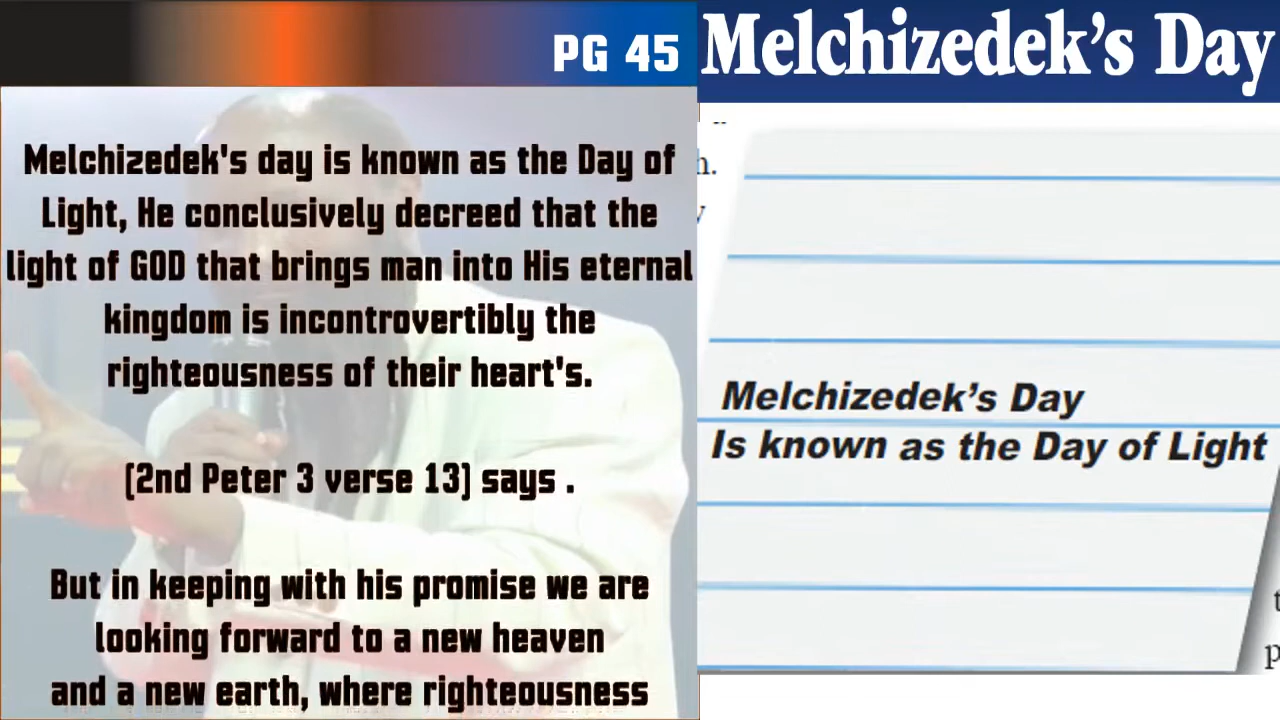 PG 45
Melchizedek's day is known as the Day of
Light, He conclusively decreed that the
light of GOD that brings man into His eternal
kingdom is incontrovertibly the
righteousness of their heart's.
(2nd Peter 3 verse 13) says .
But in keeping with his promise we are
looking forward to a new heaven
and a new earth, where righteousness
Melchizedek’s Day
h.
Melchizedek’s Day
Is known as the Day of Light
t
p